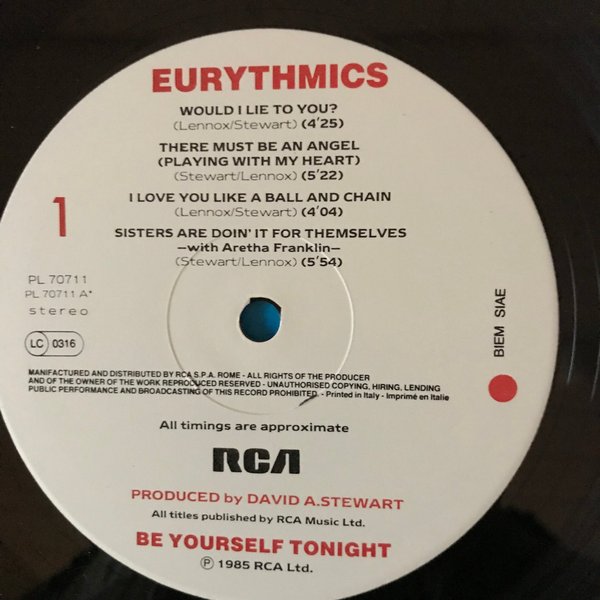 EURYTHMICS
WOULD I LIE TO YOU?
(Lennox/Stewart) (4'25)
THERE MUST BE AN ANGEL
(PLAYING WITH MY HEART)
(Stewart/Lennox) (5'22)
I LOVE YOU LIKE A BALL AND CHAIN
(Lennox/Stewart) (4'04)
SISTERS ARE DOIN' IT FOR THEMSELVES
—with Aretha Franklin—
(Stewart/Lennox) (5'54)
1
PL 70711
PL 70711 A*
stereo
LC 0316
BIEM SIAE
MANIFACTURED AND DISTRIBUTED BY RCA S.P.A. ROME - ALL RIGHTS OF THE PRODUCER
AND OF THE OWNER OF THE WORK REPRODUCED RESERVED - UNAUTHORISED COPYING, HIRING, LENDING
PUBLIC PERFORMANCE AND BROADCASTING OF THIS RECORD PROHIBITED. - Printed in Italy - Imprimé en Italie
All timings are approximate
RCA
PRODUCED by DAVID A.STEWART
All titles published by RCA Music Ltd.
BE YOURSELF TONIGHT
℗ 1985 RCA Ltd.